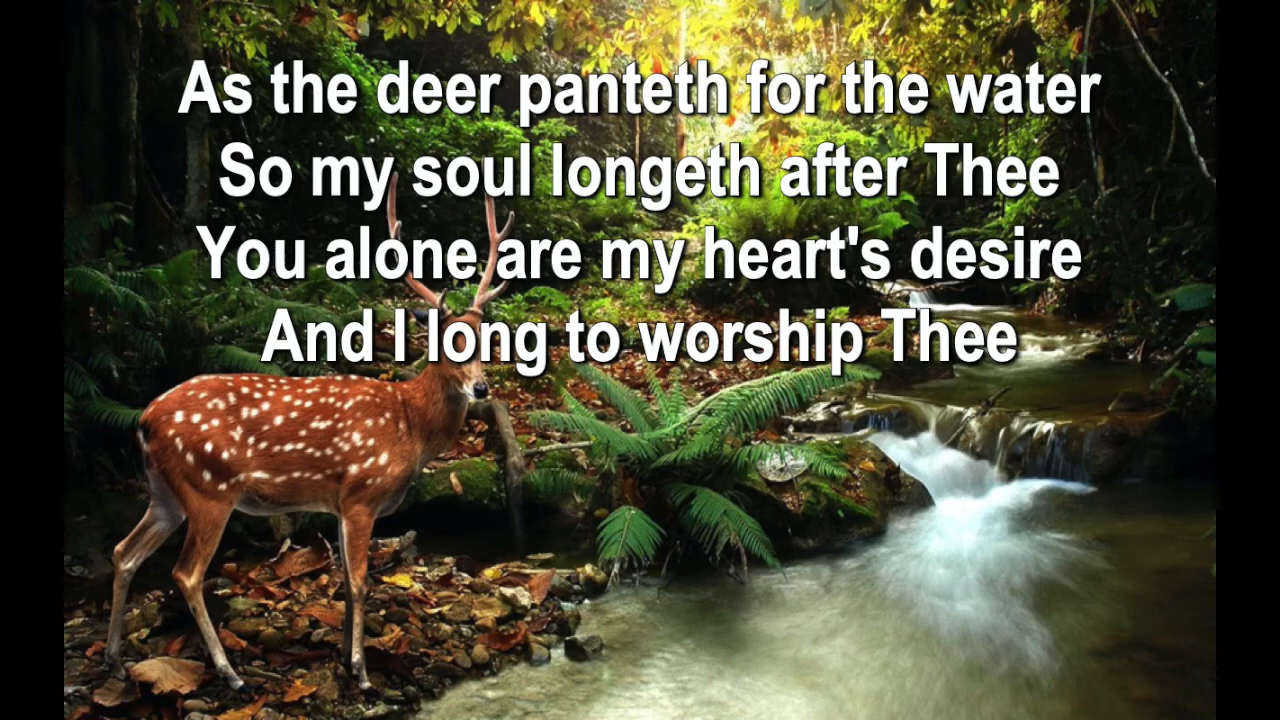 As the deer panteth for the water
So my soul longeth after Thee
You alone are my heart's desire
And I long to worship Thee